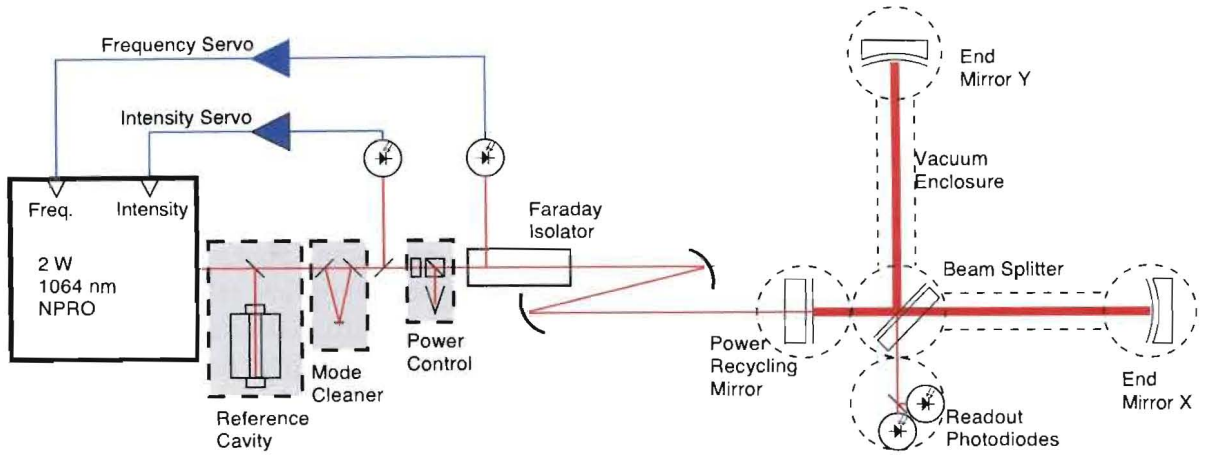 Frequency Servo
Intensity Servo
Freq.
Intensity
2 W
1064 nm
NPRO
Reference
Cavity
Mode
Cleaner
Power
Control
Faraday
Isolator
Power
Recycling
Mirror
End
Mirror Y
Vacuum
Enclosure
Beam Splitter
End
Mirror X
Readout
Photodiodes